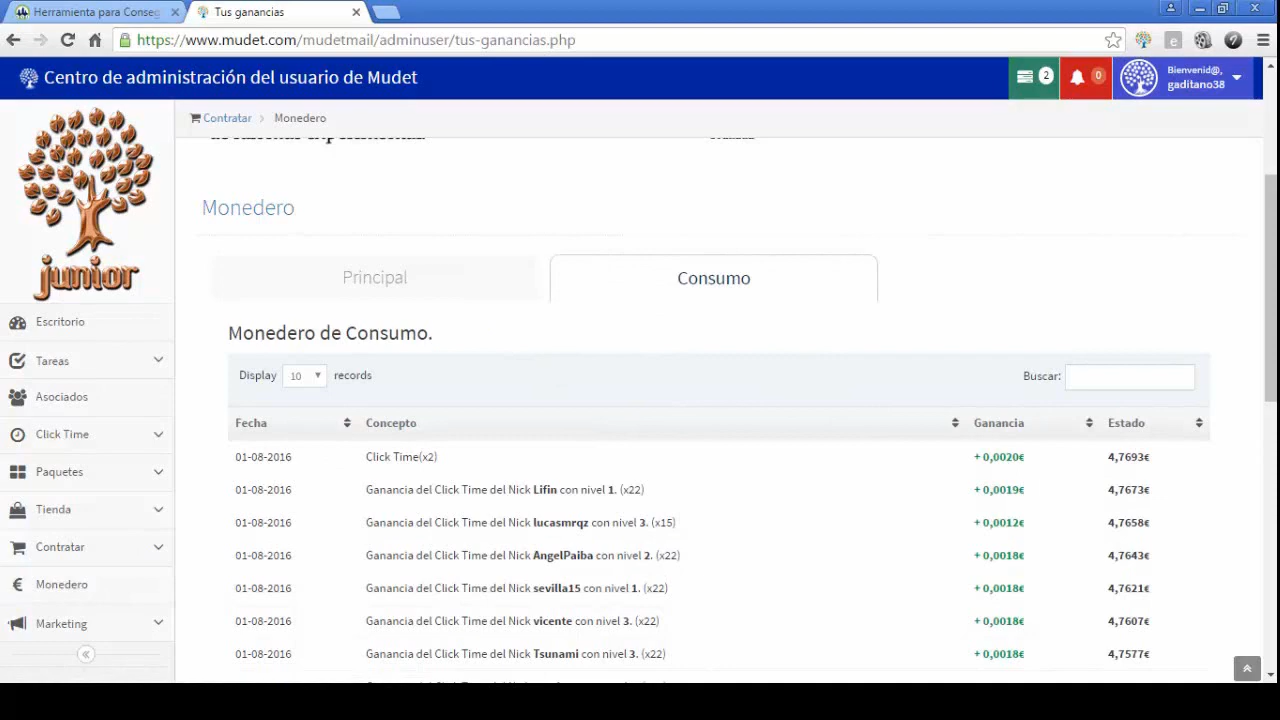 Herramienta para Conseg
Tus ganancias
https://www.mudet.com/mudetmail/adminuser/tus-ganancias.php
Centro de administración del usuario de Mudet
2
0
Bienvenid@,
gaditano38
junior
Contratar > Monedero
Monedero
Principal
Consumo
Monedero de Consumo.
Display 10 records
Buscar:
Fecha Concepto Ganancia Estado
01-08-2016 Click Time(x2) + 0,0020€ 4,7693€
01-08-2016 Ganancia del Click Time del Nick Lifin con nivel 1. (x22) + 0,0019€ 4,7673€
01-08-2016 Ganancia del Click Time del Nick lucasmrqz con nivel 3. (x15) + 0,0012€ 4,7658€
01-08-2016 Ganancia del Click Time del Nick AngelPaiba con nivel 2. (x22) + 0,0018€ 4,7643€
01-08-2016 Ganancia del Click Time del Nick sevilla15 con nivel 1. (x22) + 0,0018€ 4,7621€
01-08-2016 Ganancia del Click Time del Nick vicente con nivel 3. (x22) + 0,0018€ 4,7607€
01-08-2016 Ganancia del Click Time del Nick Tsunami con nivel 3. (x22) + 0,0018€ 4,7577€
Escritorio
Tareas
Asociados
Click Time
Paquetes
Tienda
Contratar
€ Monedero
Marketing